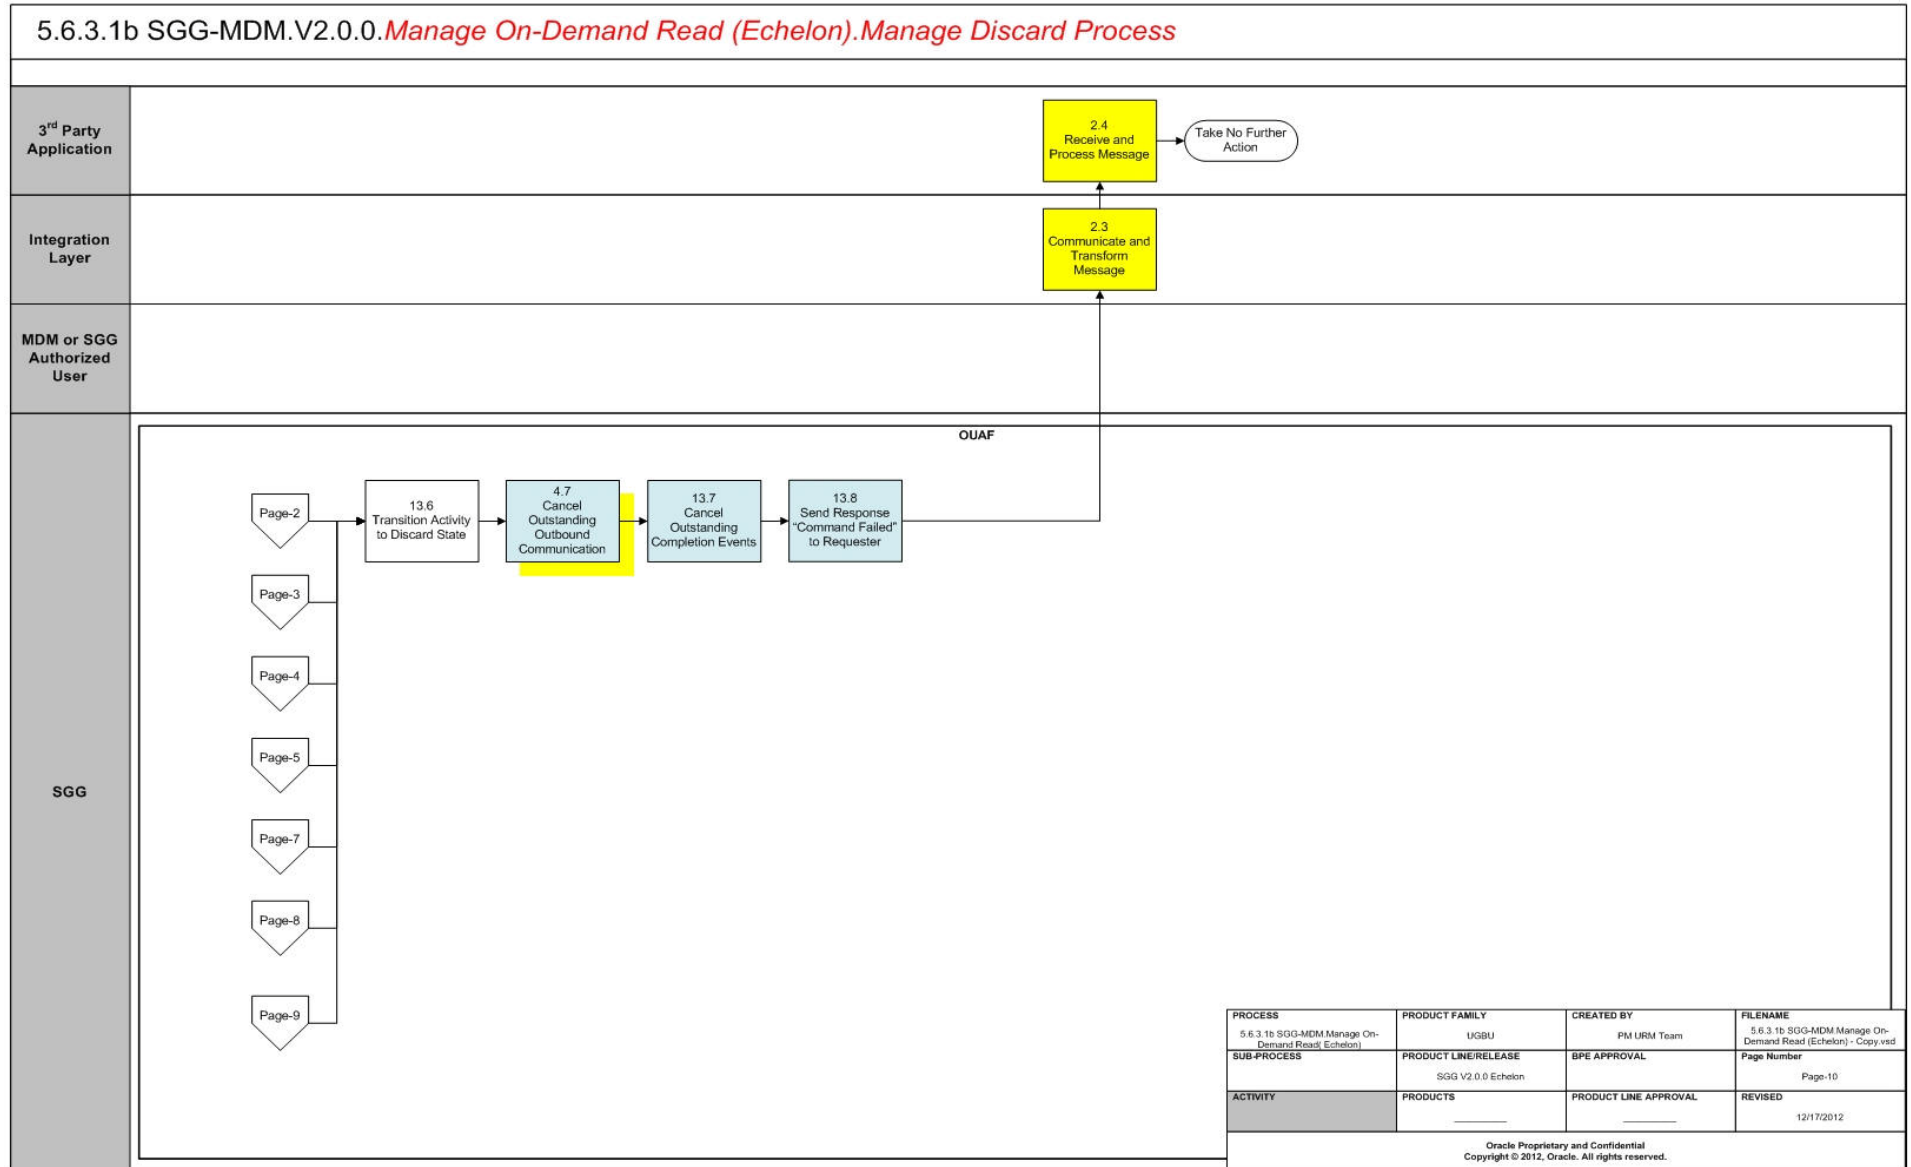 5.6.3.1b SGG-MDM.V2.0.0.Manage On-Demand Read (Echelon).Manage Discard Process
3rd Party
Application
2.4
Receive and
Process Message
Take No Further
Action
Integration
Layer
2.3
Communicate and
Transform
Message
MDM or SGG
Authorized
User
SGG
OUAF
Page-2
13.6
Transition Activity
to Discard State
4.7
Cancel
Outstanding
Outbound
Communication
13.7
Cancel
Outstanding
Completion Events
13.8
Send Response
"Command Failed"
to Requester
Page-3
Page-4
Page-5
Page-7
Page-8
Page-9
PROCESS
5.6.3.1b SGG-MDM.Manage On-
Demand Read( Echelon)
PRODUCT FAMILY
UGBU
CREATED BY
PM URM Team
FILENAME
5.6.3.1b SGG-MDM.Manage On-
Demand Read (Echelon) - Copy.vsd
SUB-PROCESS
PRODUCT LINE/RELEASE
SGG V2.0.0 Echelon
BPE APPROVAL
Page Number
Page-10
ACTIVITY
PRODUCTS
PRODUCT LINE APPROVAL
REVISED
12/17/2012
Oracle Proprietary and Confidential
Copyright © 2012, Oracle. All rights reserved.